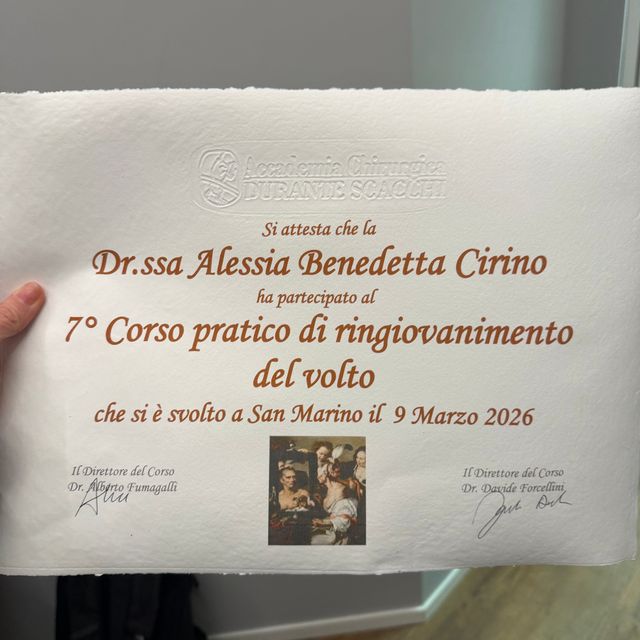 Accademia Chirurgica
DURANTE SCACCHI
Si attesta che la
Dr.ssa Alessia Benedetta Cirino
ha partecipato al
7° Corso pratico di ringiovanimento
del volto
che si è svolto a San Marino il 9 Marzo 2026
Il Direttore del Corso
Dr. Alberto Fumagalli
Il Direttore del Corso
Dr. Davide Forcellini